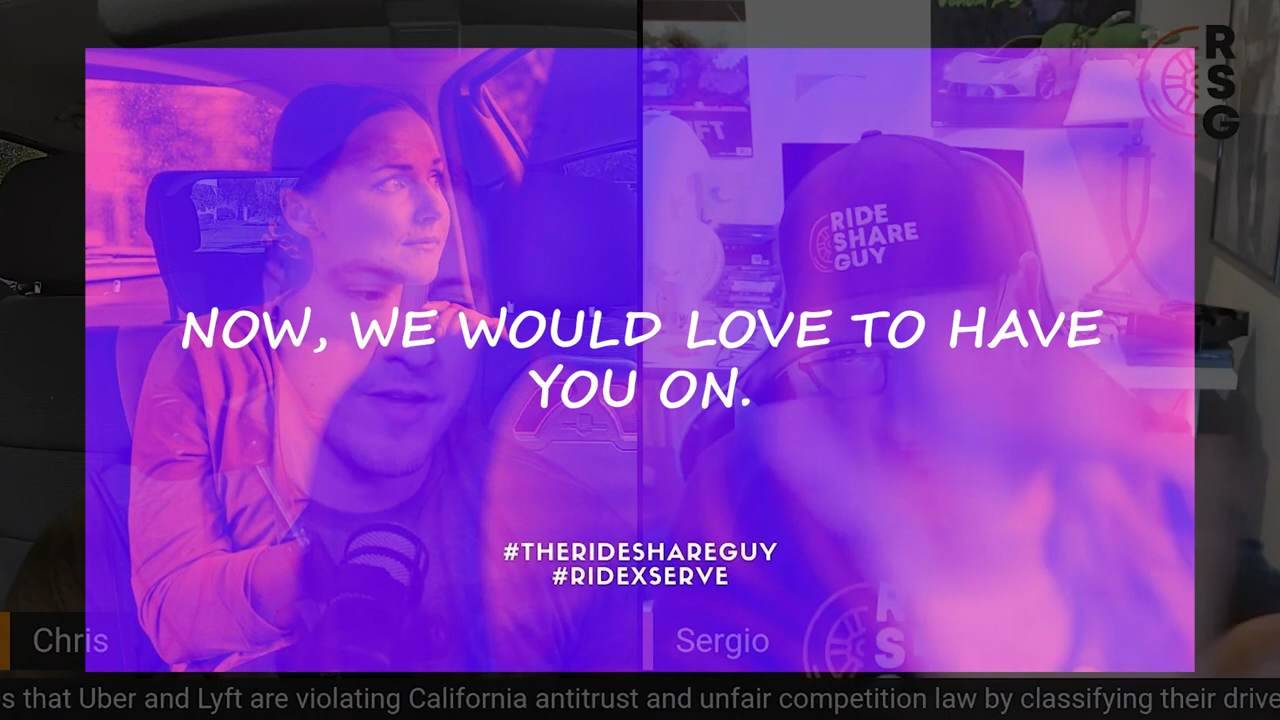 R
S
G
RIDE
SHARE
GUY
NOW, WE WOULD LOVE TO HAVE
YOU ON.
#THERIDESHAREGUY
#RIDEXSERVE
Chris
Sergio
R
S
s that Uber and Lyft are violating California antitrust and unfair competition law by classifying their drive